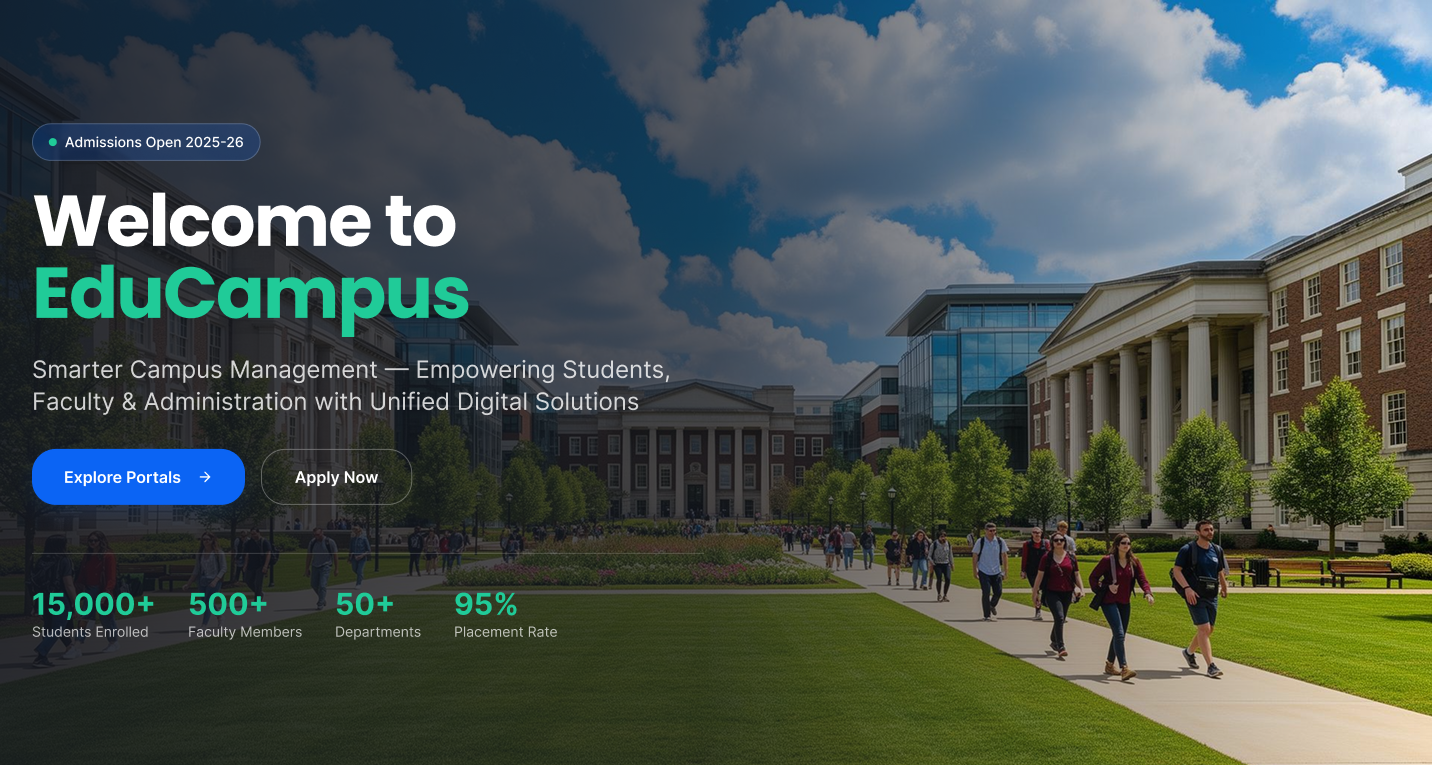 Admissions Open 2025-26
Welcome to
EduCampus
Smarter Campus Management — Empowering Students,
Faculty & Administration with Unified Digital Solutions
Explore Portals →
Apply Now
15,000+ 500+ 50+ 95%
Students Enrolled Faculty Members Departments Placement Rate